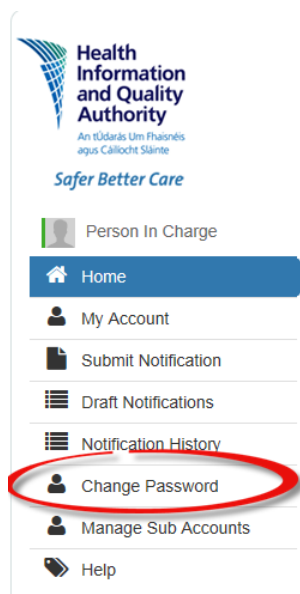 Health
Information
and Quality
Authority
An tÚdarás Um Fhaisnéis
agus Cáilíocht Sláinte
Safer Better Care
Person In Charge
Home
My Account
Submit Notification
Draft Notifications
Notification History
Change Password
Manage Sub Accounts
Help